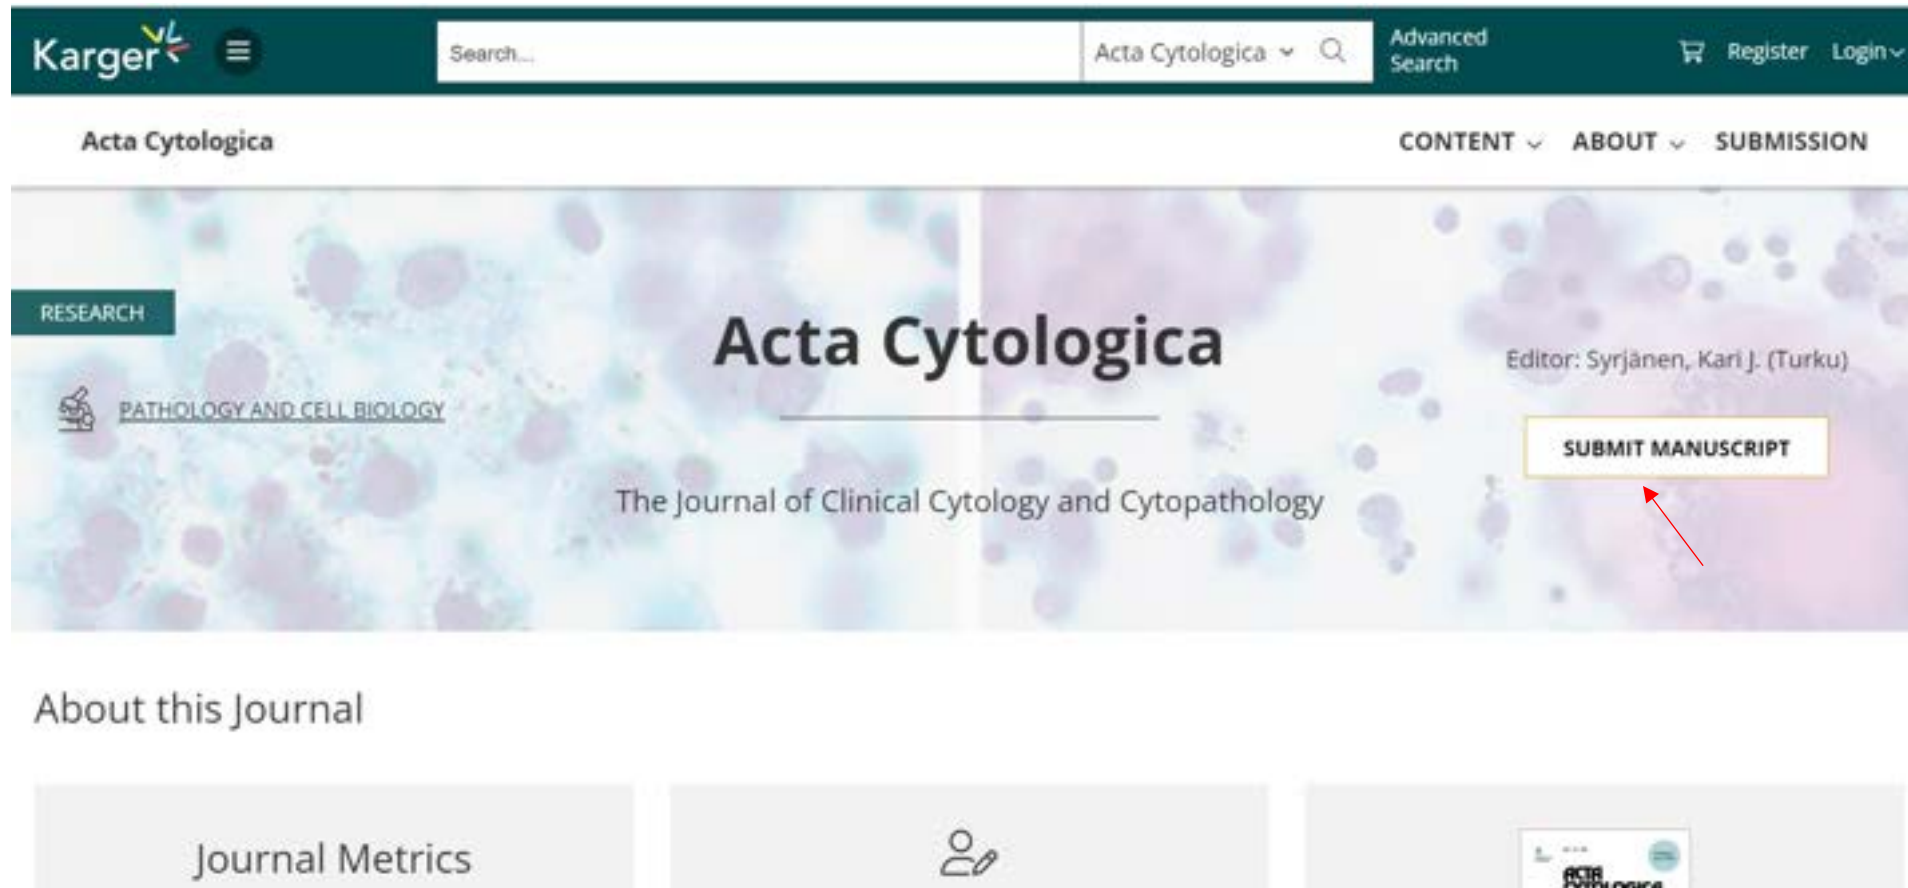 Karger
Search...
Acta Cytologica
Advanced
Search
Register
Login
Acta Cytologica
CONTENT
ABOUT
SUBMISSION
RESEARCH
PATHOLOGY AND CELL BIOLOGY
Acta Cytologica
The Journal of Clinical Cytology and Cytopathology
Editor: Syrjänen, Kari J. (Turku)
SUBMIT MANUSCRIPT
About this Journal
Journal Metrics
ACTA
CYTOLOGICA